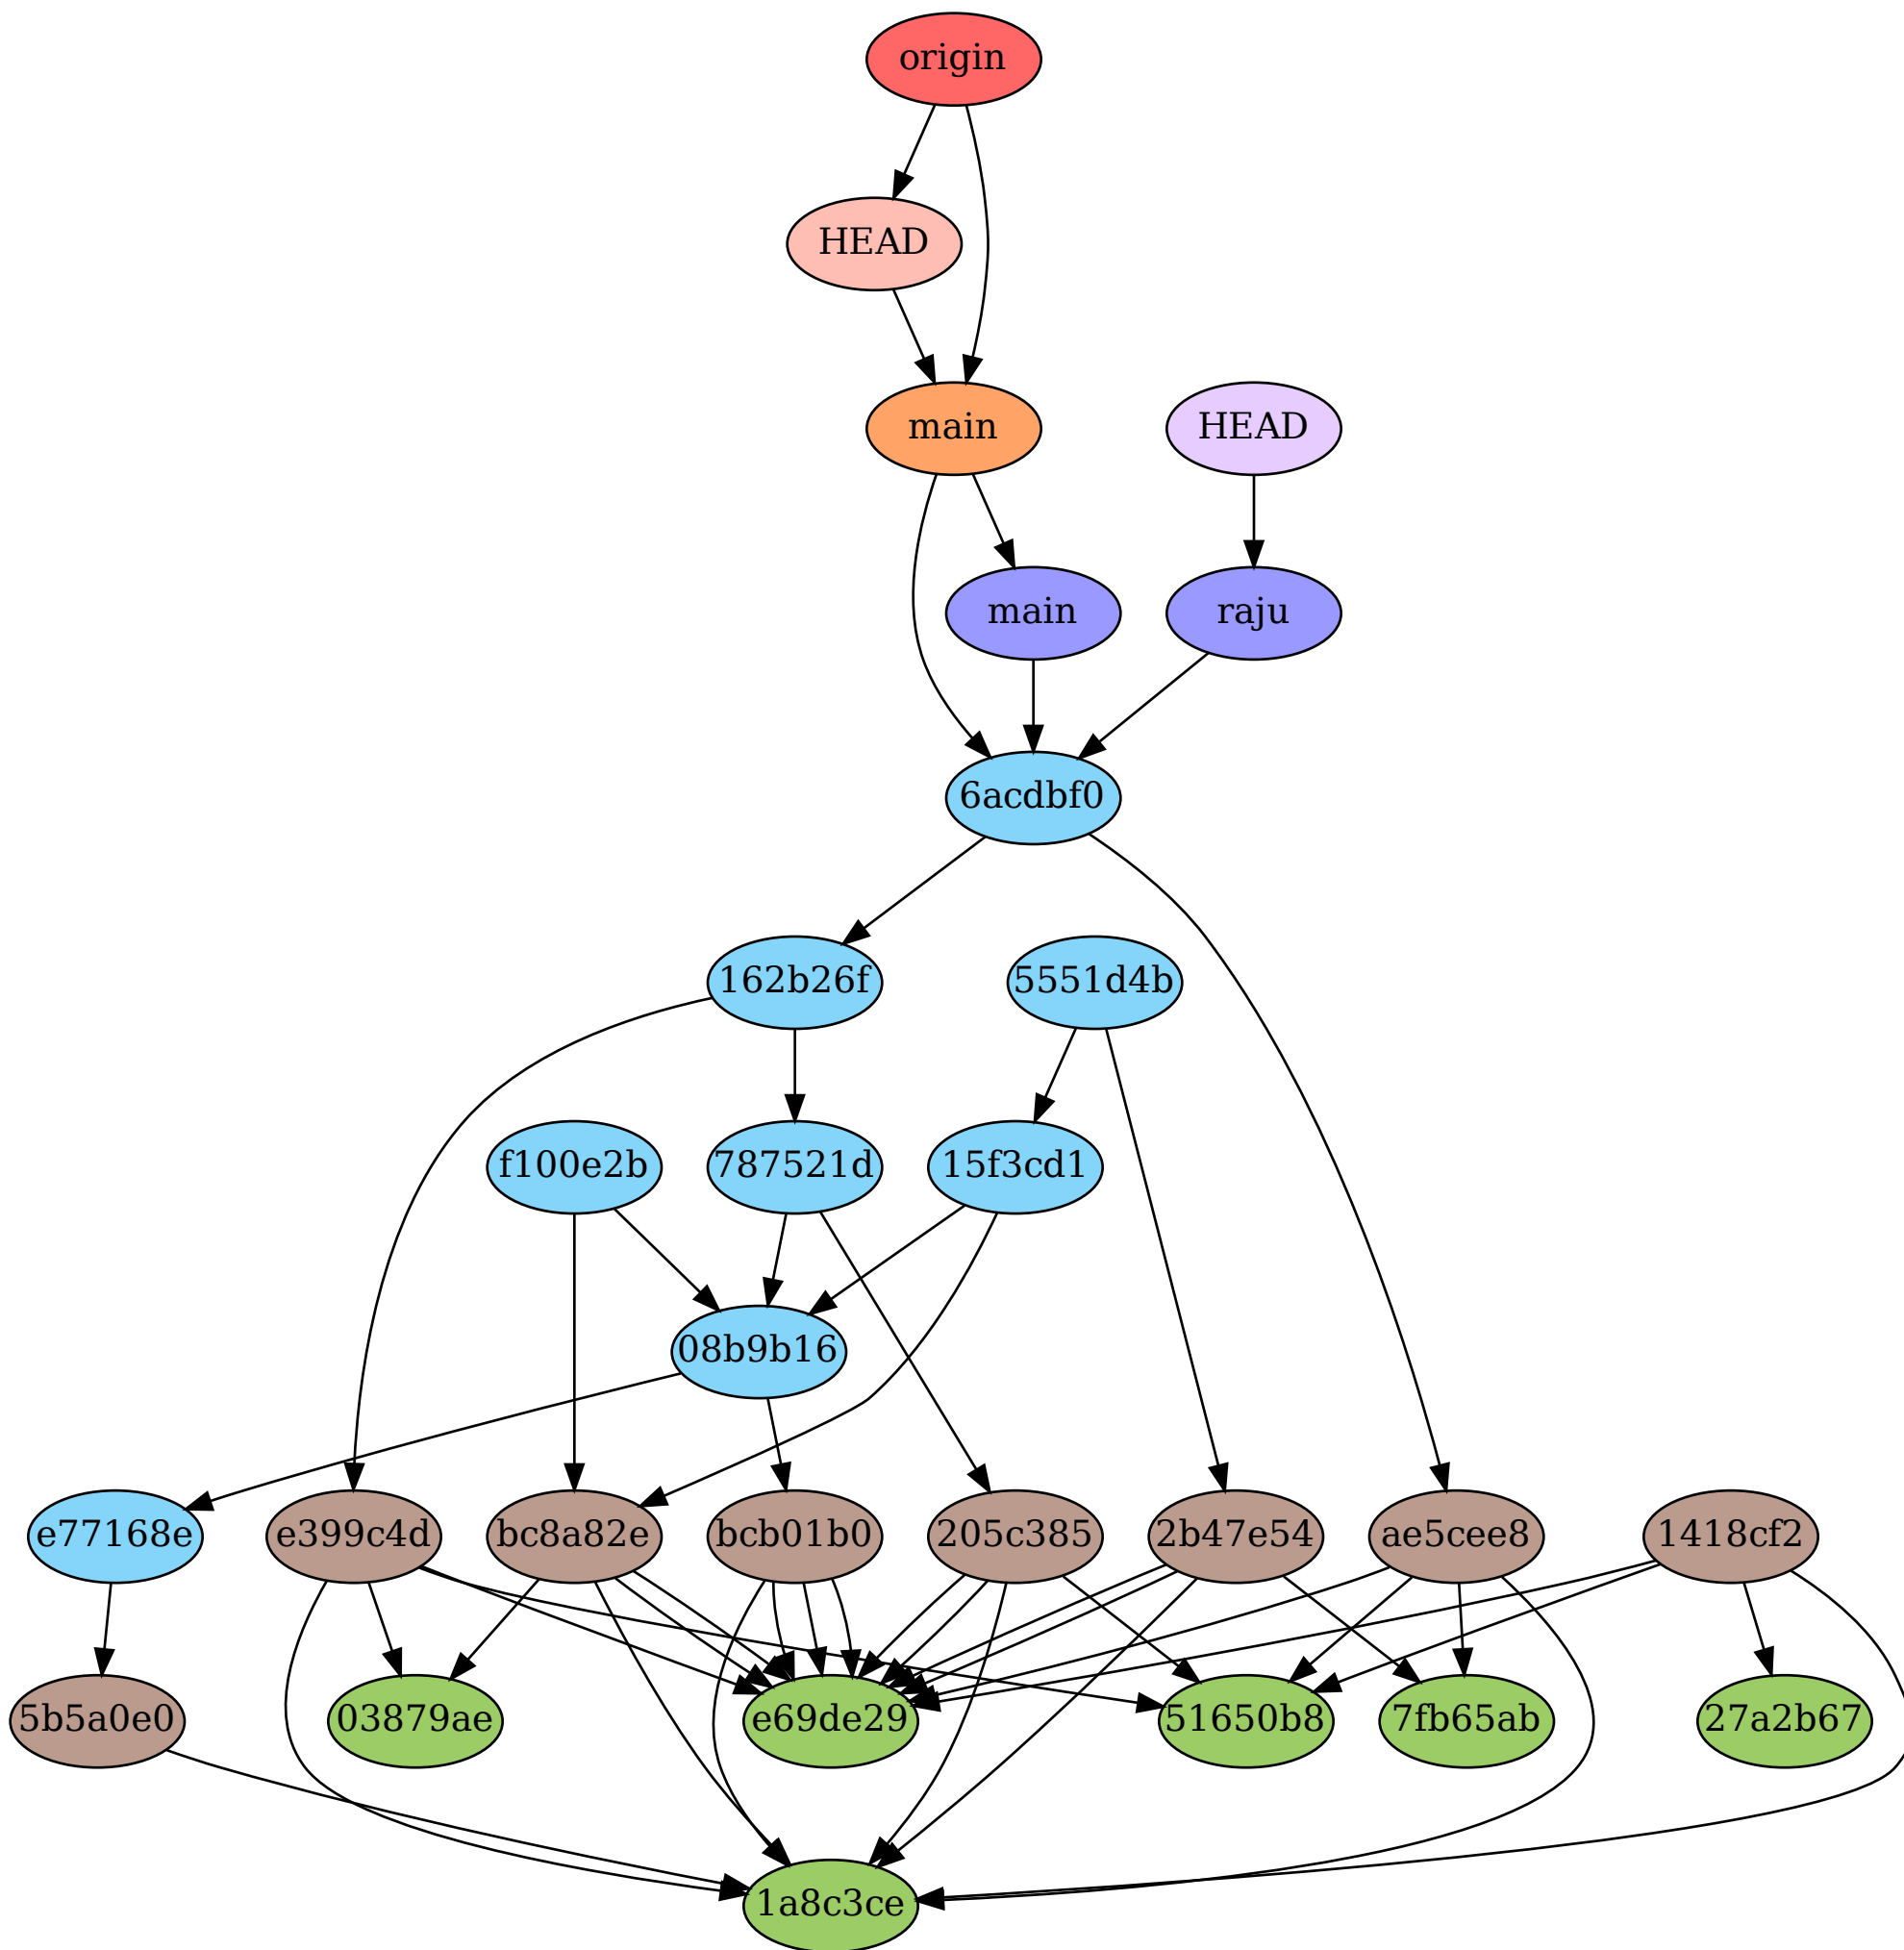 origin
HEAD
main
HEAD
main
raju
6acdbf0
162b26f
5551d4b
f100e2b
787521d
15f3cd1
08b9b16
e77168e
e399c4d
bc8a82e
bcb01b0
205c385
2b47e54
ae5cee8
1418cf2
5b5a0e0
03879ae
e69de29
51650b8
7fb65ab
27a2b67
1a8c3ce